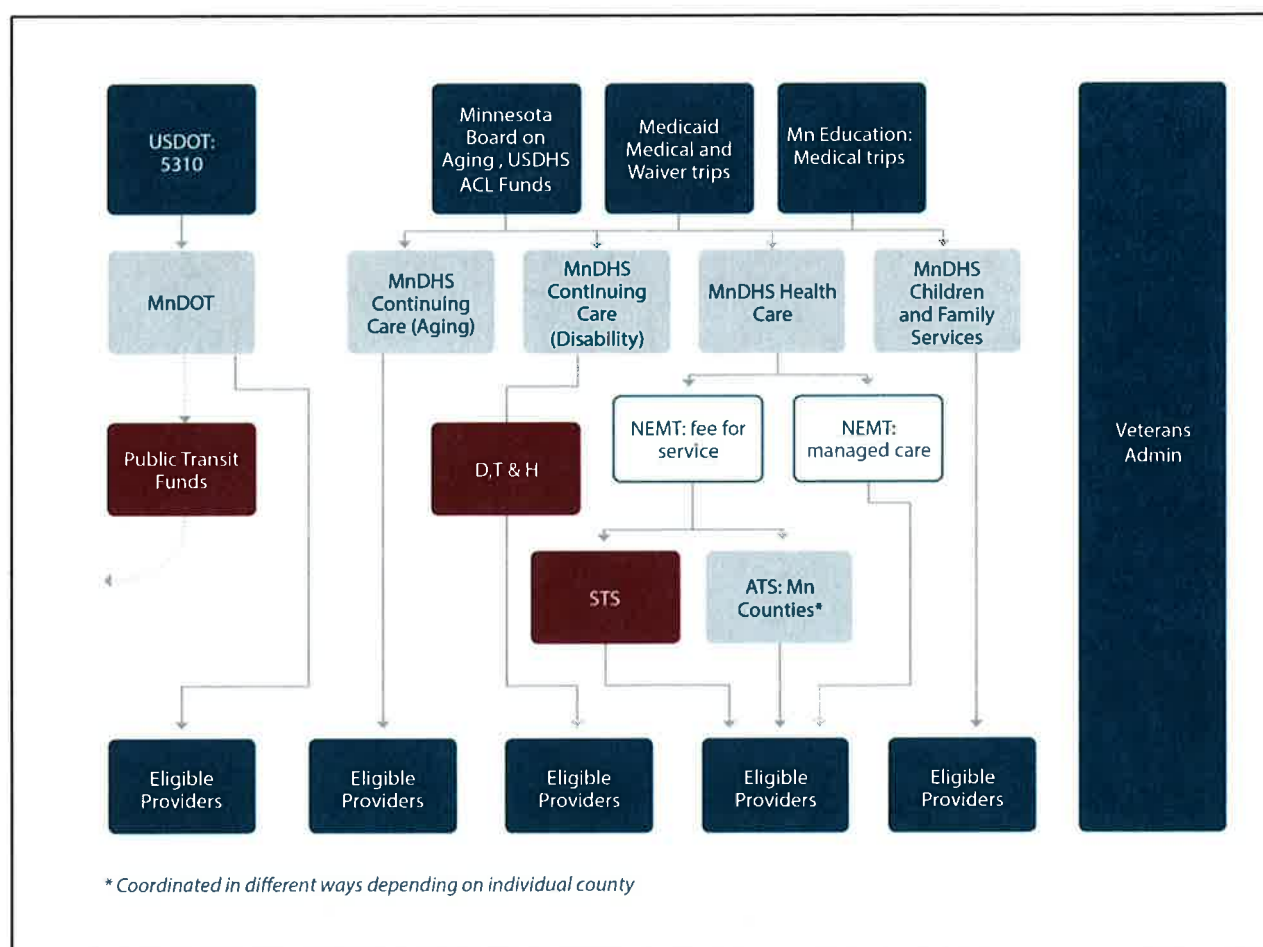 USDOT:
5310
Minnesota
Board on
Aging , USDHS
ACL Funds
Medicaid
Medical and
Waiver trips
Mn Education:
Medical trips
MnDOT
MnDHS
Continuing
Care (Aging)
MnDHS
Continuing
Care
(Disability)
MnDHS Health
Care
MnDHS
Children
and Family
Services
Veterans
Admin
Public Transit
Funds
D,T & H
NEMT: fee for
service
NEMT:
managed care
STS
ATS: Mn
Counties*
Eligible
Providers
Eligible
Providers
Eligible
Providers
Eligible
Providers
Eligible
Providers
* Coordinated in different ways depending on individual county